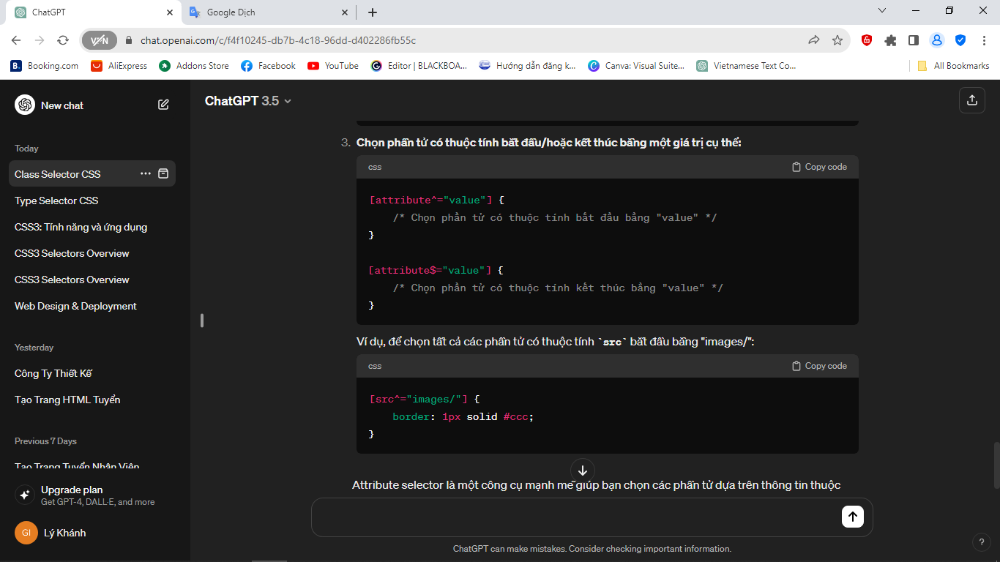 ChatGPT
Google Dịch
VPN
chat.openai.com/c/f4f10245-db7b-4c18-96dd-d402286fb55c
B.
Booking.com
AliExpress
Addons Store
Facebook
YouTube
Editor | BLACKBOA...
Hướng dẫn đăng k...
Canva: Visual Suite...
Vietnamese Text Co...
All Bookmarks
New chat
Today
Class Selector CSS
Type Selector CSS
CSS3: Tính năng và ứng dụng
CSS3 Selectors Overview
CSS3 Selectors Overview
Web Design & Deployment
Yesterday
Công Ty Thiết Kế
Tạo Trang HTML Tuyển
Previous 7 Days
Tạo Trang Tuyển Nhân Viên
Upgrade plan
Get GPT-4, DALL·E, and more
GI
Lý Khánh
ChatGPT 3.5
3. Chọn phần tử có thuộc tính bắt đầu/hoặc kết thúc bằng một giá trị cụ thể:
css
Copy code
[attribute^="value"] {
/* Chọn phần tử có thuộc tính bắt đầu bằng "value" */
}
[attribute$="value"] {
/* Chọn phần tử có thuộc tính kết thúc bằng "value" */
}
Ví dụ, để chọn tất cả các phần tử có thuộc tính `src` bắt đầu bằng "images/":
css
Copy code
[src^="images/"] {
border: 1px solid #ccc;
}
Attribute selector là một công cụ mạnh mẽ giúp bạn chọn các phần tử dựa trên thông tin thuộc
ChatGPT can make mistakes. Consider checking important information.
?